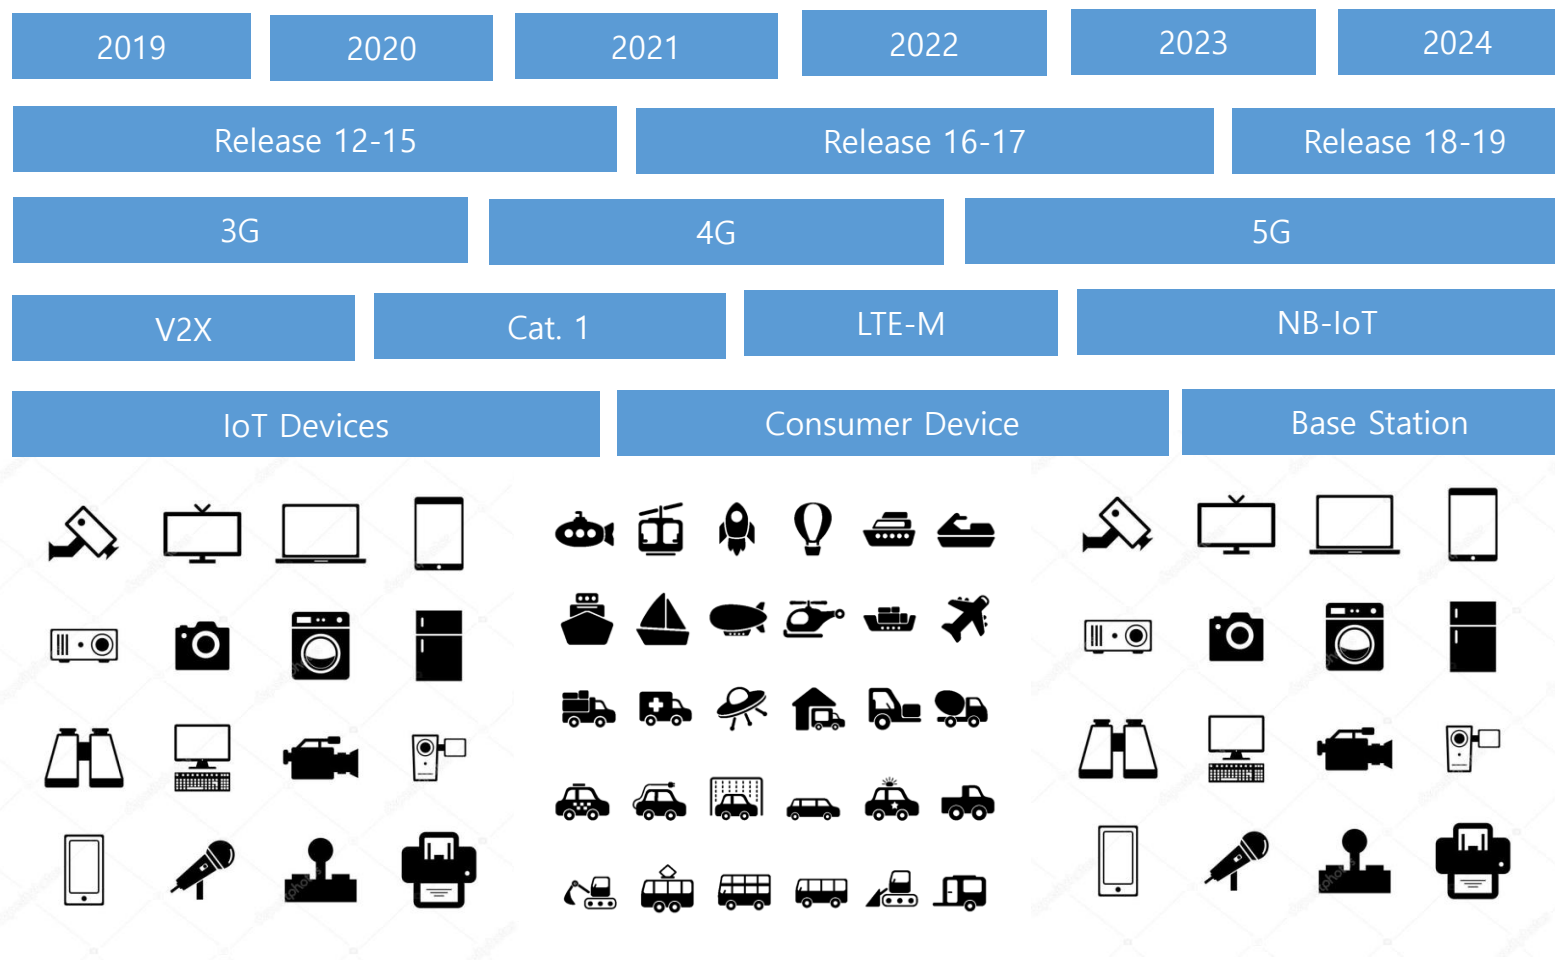 2019 2020 2021 2022 2023 2024
Release 12-15 Release 16-17 Release 18-19
3G 4G 5G
V2X Cat. 1 LTE-M NB-IoT
IoT Devices Consumer Device Base Station